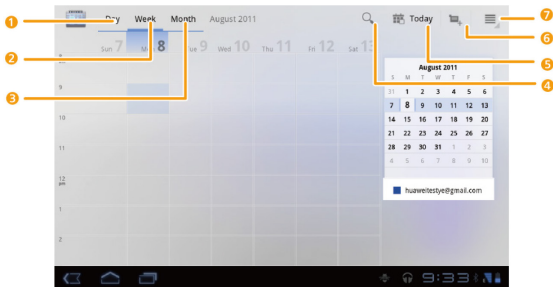 1 Day Week Month August 2011 Today 7
2 3 6 5 4
Sun 7 Mon 8 Tue 9 Wed 10 Thu 11 Fri 12 Sat 13
August 2011
S M T W T F S
31 1 2 3 4 5 6
7 8 9 10 11 12 13
14 15 16 17 18 19 20
21 22 23 24 25 26 27
28 29 30 31 1 2 3
4 5 6 7 8 9 10
huaweitestye@gmail.com
9
10
11
12
pm
1
2
9:33